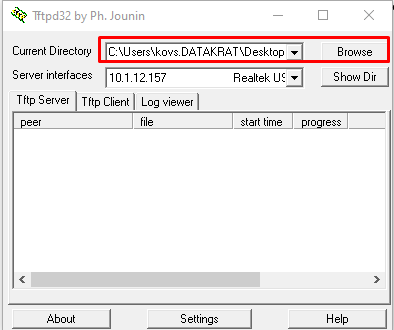 Tftpd32 by Ph. Jounin
Current Directory C:\Users\kovs.DATAKRAT\Desktop Browse
Server interfaces 10.1.12.157 Realtek US Show Dir
Tftp Server Tftp Client Log viewer
peer file start time progress
About Settings Help